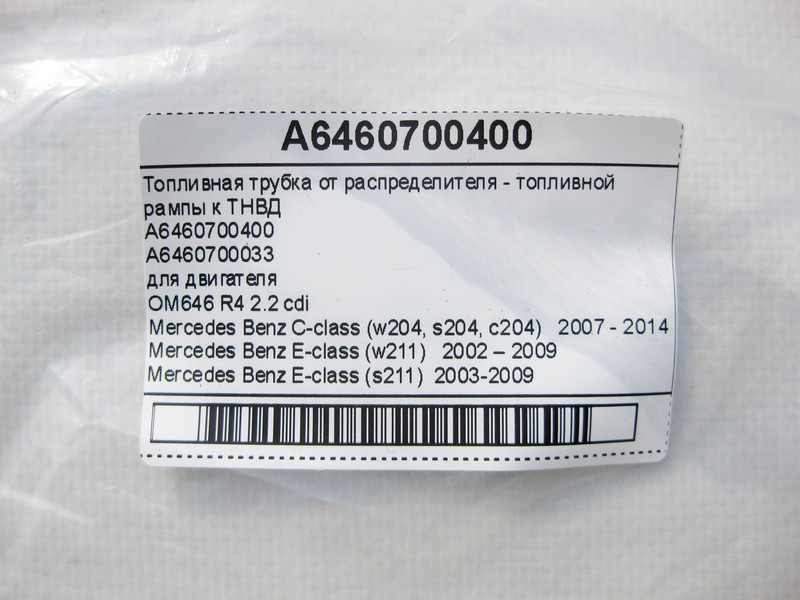 A6460700400
Топливная трубка от распределителя - топливной
рампы к ТНВД
A6460700400
A6460700033
для двигателя
OM646 R4 2.2 cdi
Mercedes Benz C-class (w204, s204, c204) 2007 - 2014
Mercedes Benz E-class (w211) 2002 – 2009
Mercedes Benz E-class (s211) 2003-2009